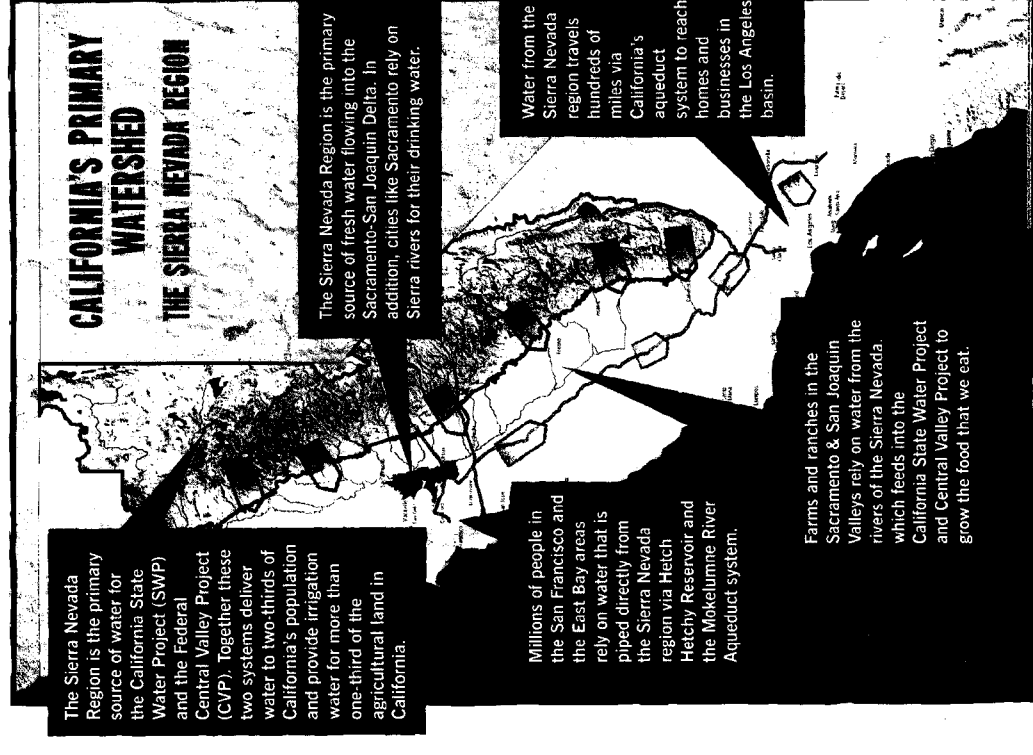 CALIFORNIA'S PRIMARY
WATERSHED
THE SIERRA NEVADA REGION
The Sierra Nevada
Region is the primary
source of water for
the California State
Water Project (SWP)
and the Federal
Central Valley Project
(CVP). Together these
two systems deliver
water to two-thirds of
California's population
and provide irrigation
water for more than
one-third of the
agricultural land in
California.
The Sierra Nevada Region is the primary
source of fresh water flowing into the
Sacramento-San Joaquin Delta. In
addition, cities like Sacramento rely on
Sierra rivers for their drinking water.
Water from the
Sierra Nevada
region travels
hundreds of
miles via
California's
aqueduct
system to reach
homes and
businesses in
the Los Angeles
basin.
Millions of people in
the San Francisco and
the East Bay areas
rely on water that is
piped directly from
the Sierra Nevada
region via Hetch
Hetchy Reservoir and
the Mokelumne River
Aqueduct system.
Farms and ranches in the
Sacramento & San Joaquin
Valleys rely on water from the
rivers of the Sierra Nevada.
which feeds into the
California State Water Project
and Central Valley Project to
grow the food that we eat.
Los Angeles